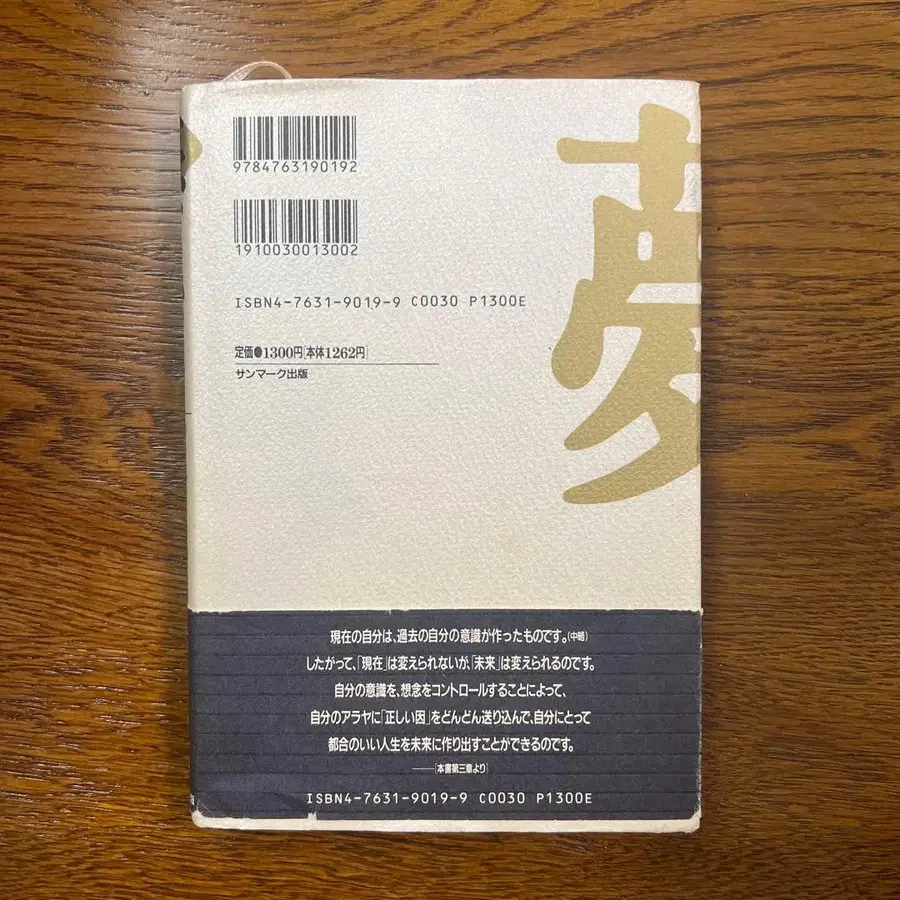 9784763190192
1910030013002
ISBN4-7631-9019-9 C0030 P1300E
定価●1300円[本体1262円]
サンマーク出版
夢
現在の自分は、過去の自分の意識が作ったものです。(中略)
したがって、「現在」は変えられないが、「未来」は変えられるのです。
自分の意識を、想念をコントロールすることによって、
自分のアラヤに「正しい因」をどんどん送り込んで、自分にとって
都合のいい人生を未来に作り出すことができるのです。
――[本書第三章より]
ISBN4-7631-9019-9 C0030 P1300E